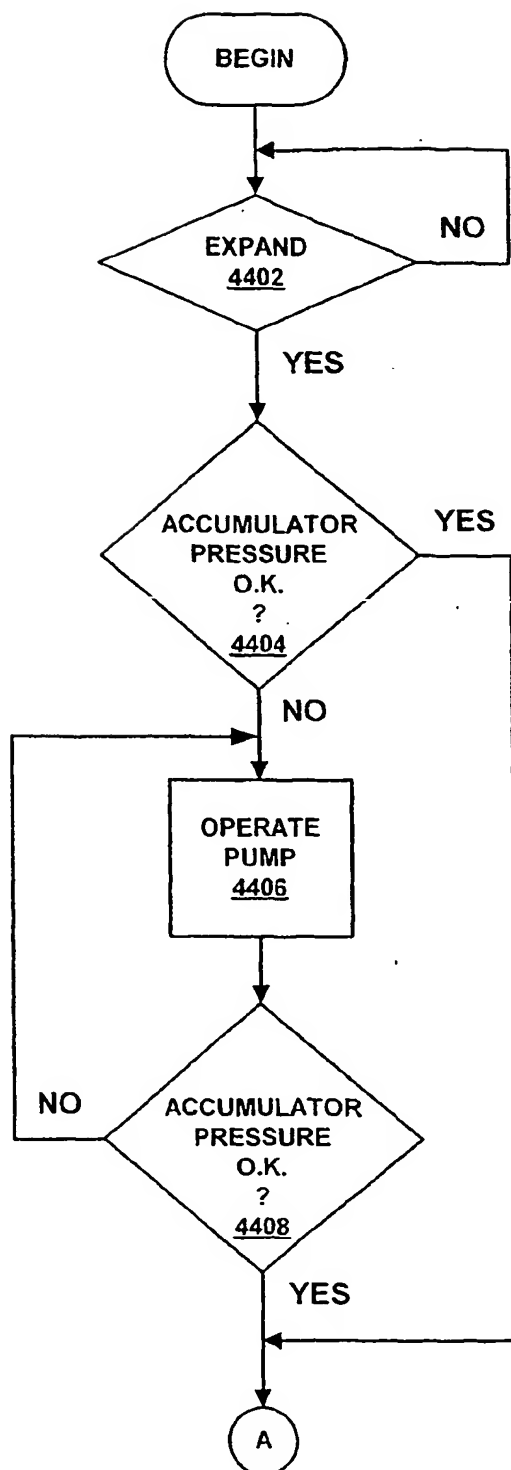 BEGIN
NO
EXPAND
4402
YES
ACCUMULATOR
PRESSURE
O.K.
?
4404
YES
NO
OPERATE
PUMP
4406
NO
ACCUMULATOR
PRESSURE
O.K.
?
4408
YES
A